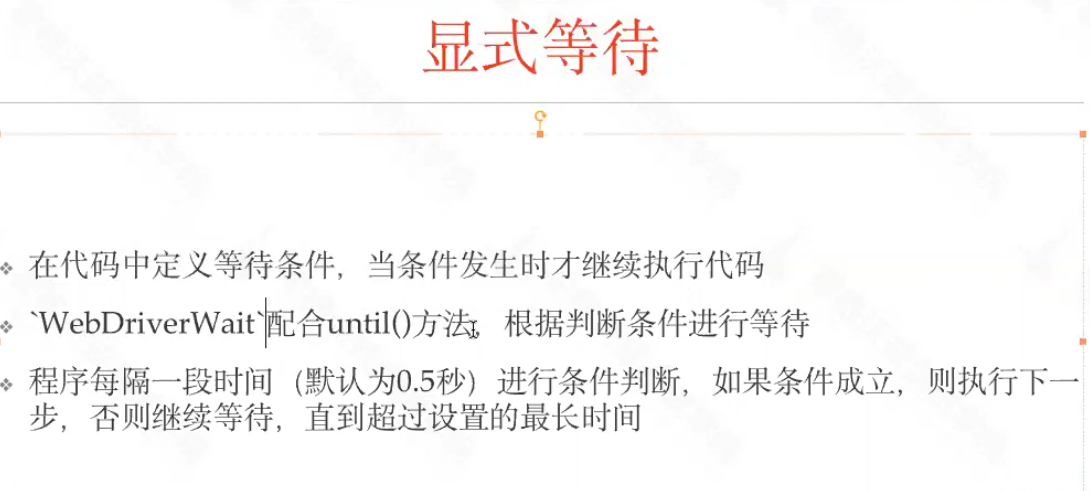 显式等待
在代码中定义等待条件，当条件发生时才继续执行代码
`WebDriverWait`配合until()方法，根据判断条件进行等待
程序每隔一段时间（默认为0.5秒）进行条件判断，如果条件成立，则执行下一
步，否则继续等待，直到超过设置的最长时间